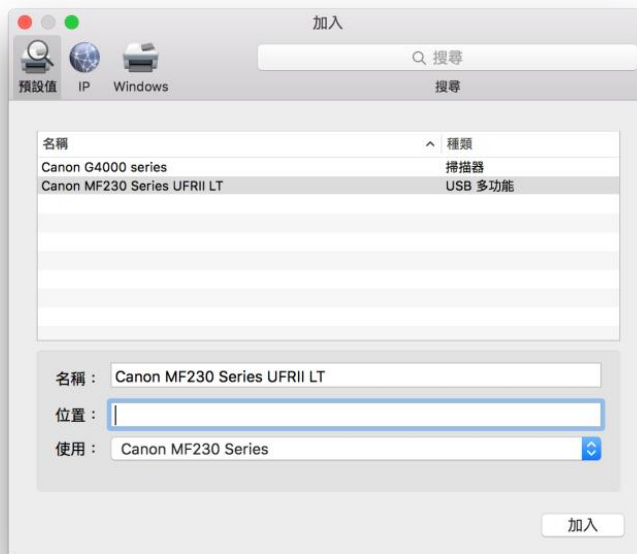 加入
搜尋
預設值 IP Windows 搜尋
名稱 種類
Canon G4000 series 掃描器
Canon MF230 Series UFRII LT USB 多功能
名稱： Canon MF230 Series UFRII LT
位置：
使用： Canon MF230 Series
加入